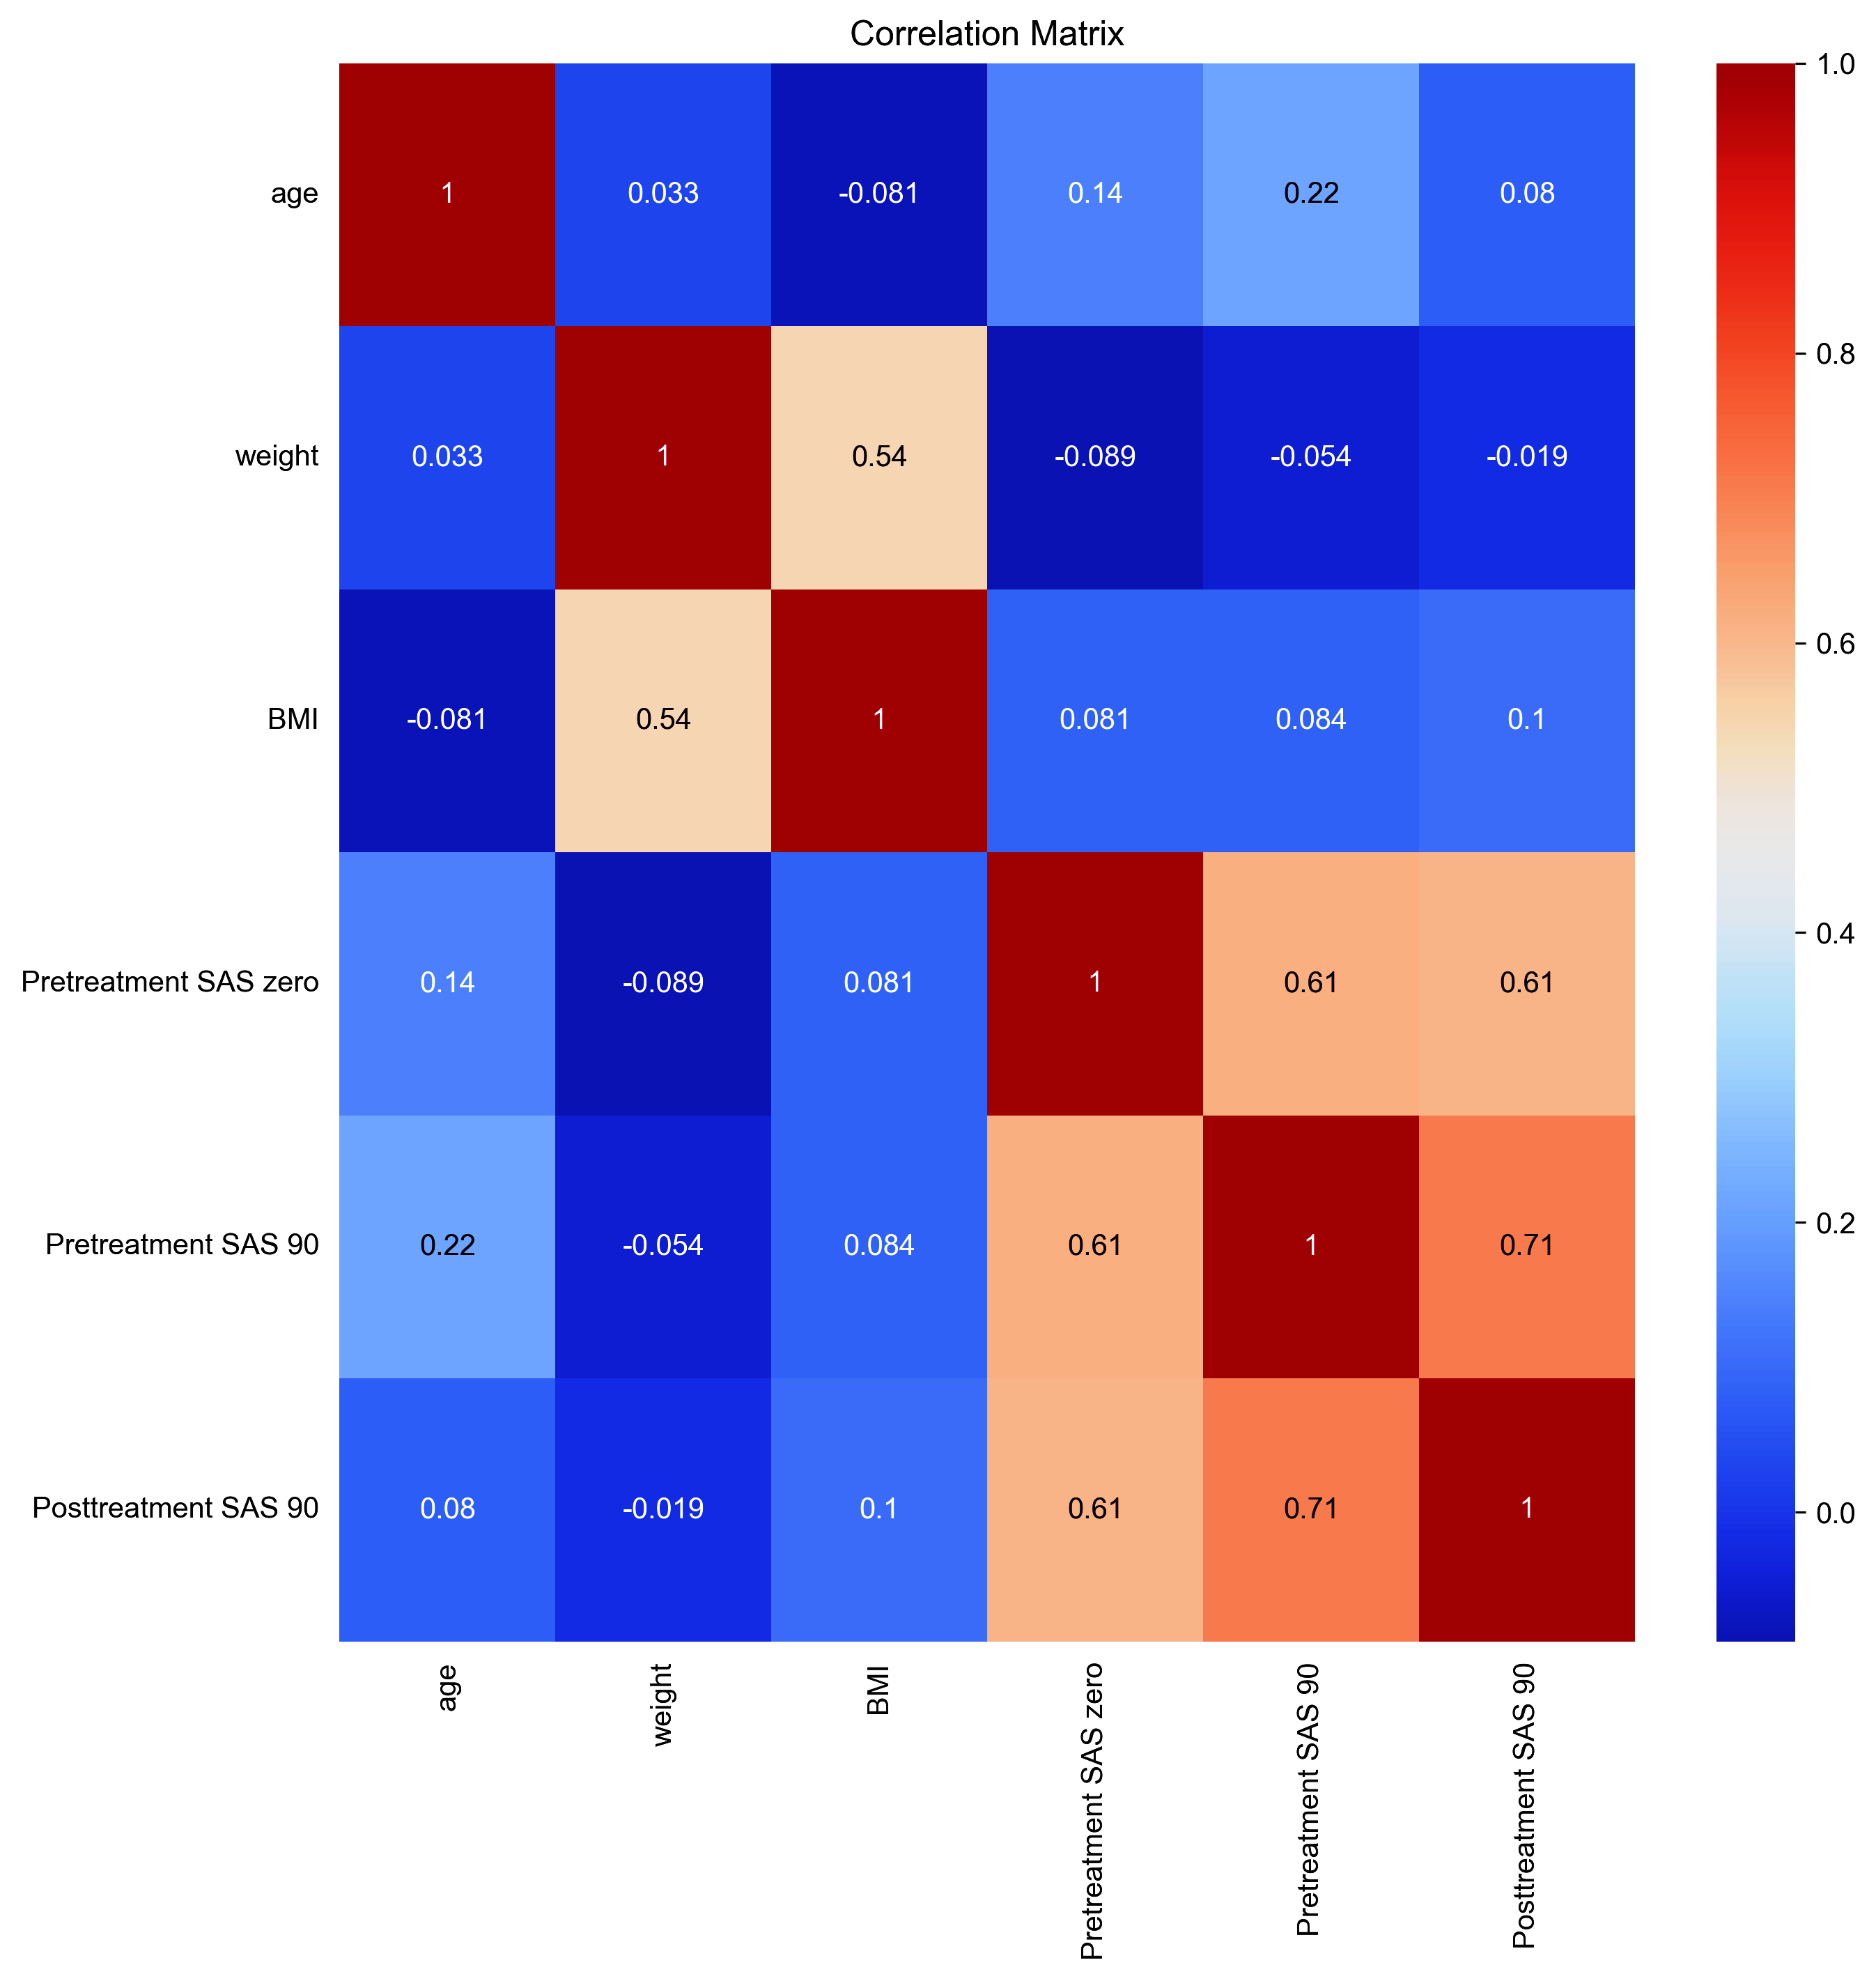 Correlation Matrix
age 1 0.033 -0.081 0.14 0.22 0.08
weight 0.033 1 0.54 -0.089 -0.054 -0.019
BMI -0.081 0.54 1 0.081 0.084 0.1
Pretreatment SAS zero 0.14 -0.089 0.081 1 0.61 0.61
Pretreatment SAS 90 0.22 -0.054 0.084 0.61 1 0.71
Posttreatment SAS 90 0.08 -0.019 0.1 0.61 0.71 1
age
weight
BMI
Pretreatment SAS zero
Pretreatment SAS 90
Posttreatment SAS 90
1.0
0.8
0.6
0.4
0.2
0.0